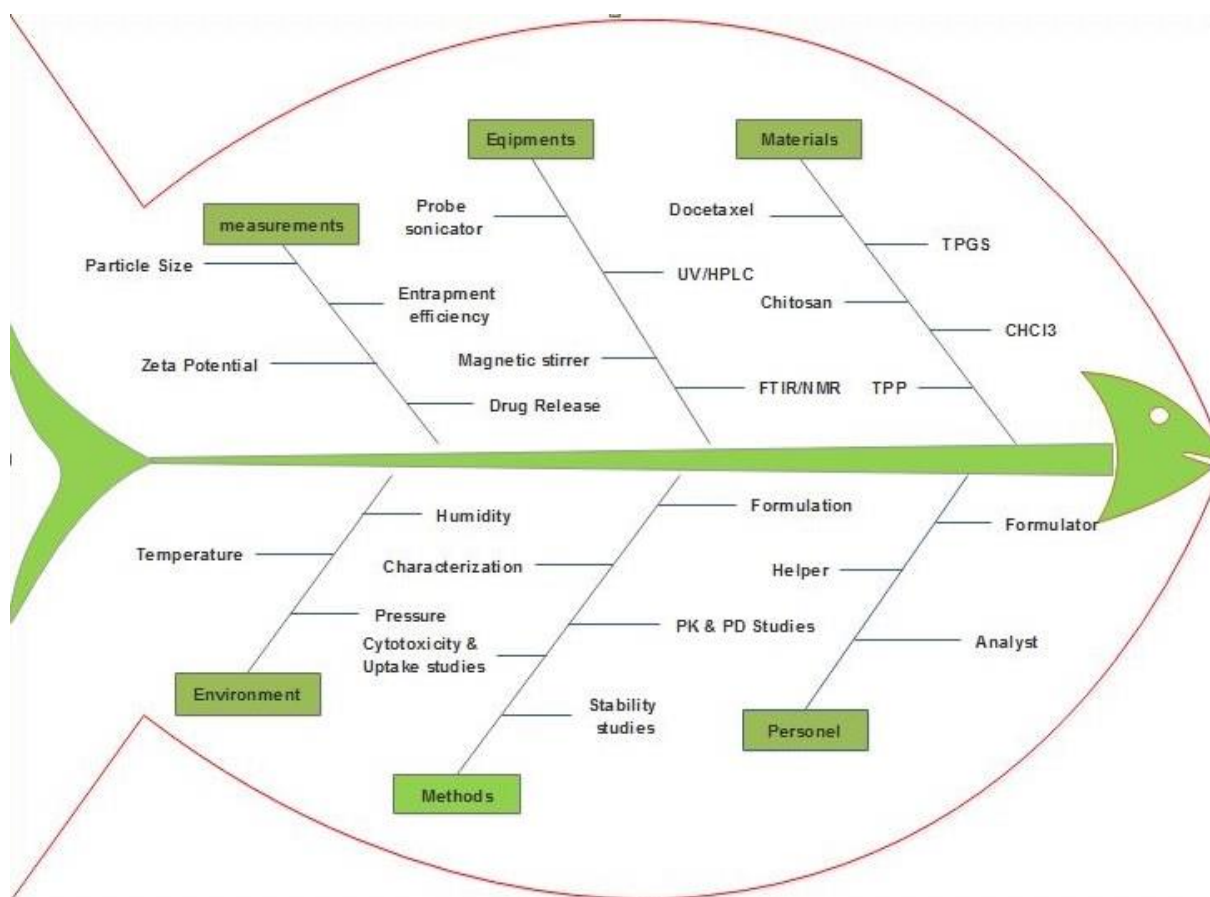 Eqipments
Materials
measurements
Probe
sonicator
Docetaxel
TPGS
Particle Size
UV/HPLC
Entrapment
efficiency
Chitosan
CHCl3
Zeta Potential
Magnetic stirrer
Drug Release
FTIR/NMR
TPP
Humidity
Formulation
Formulator
Temperature
Characterization
Helper
Pressure
PK & PD Studies
Analyst
Cytotoxicity &
Uptake studies
Environment
Stability
studies
Personel
Methods